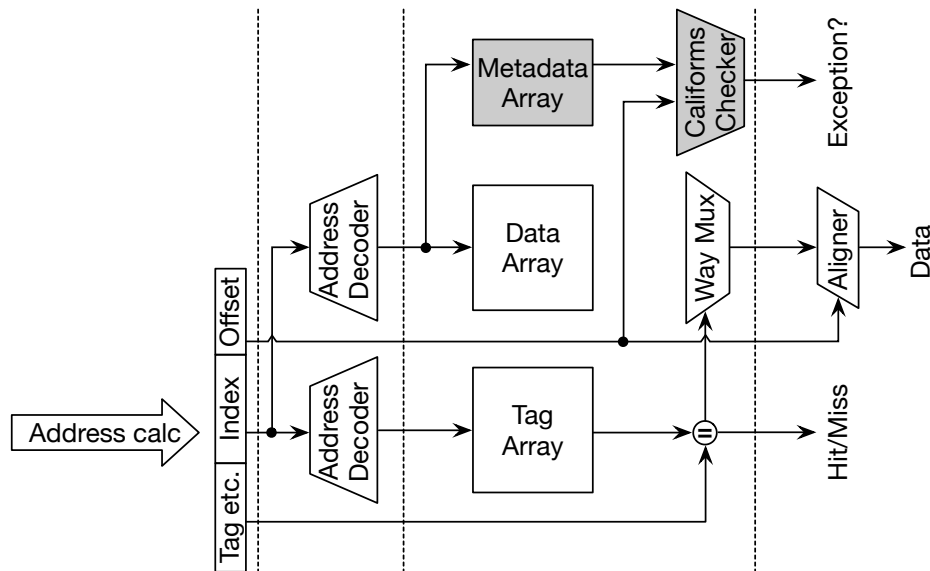 Metadata
Array
Califorms
Checker
Exception?
Address
Decoder
Data
Array
Way Mux
Aligner
Data
Offset
Index
Tag etc.
Address calc
Address
Decoder
Tag
Array
=
Hit/Miss